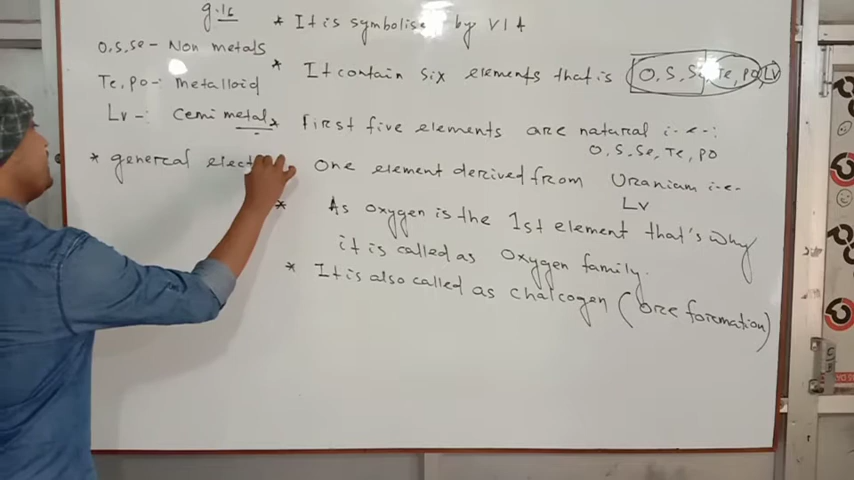 g.16
O.S.Se - Non metals
Te, Po -: metalloid
Lv -: cemi metal
* genercal elect
* It is symbolise by VIA
* It contain six elements that is O, S, Se, Te, Po, Lv
* First five elements are natural i-e-:
O.S.Se, Te, Po
One element derived from Uranium i-e-
Lv
* As oxygen is the 1st element that's why
it is called as oxygen family.
* It is also called as chalcogen (ore formation)